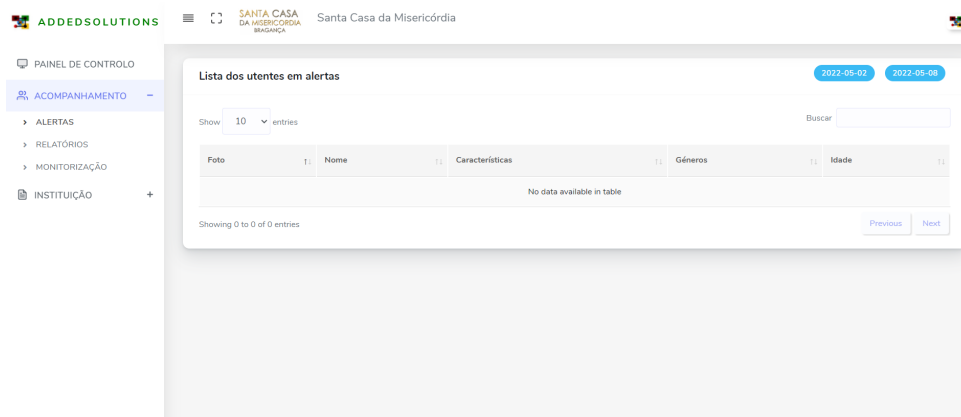 ADDEDSOLUTIONS
SANTA CASA
DA MISERICORDIA
BRAGANÇA
Santa Casa da Misericórdia
PAINEL DE CONTROLO
ACOMPANHAMENTO −
ALERTAS
RELATÓRIOS
MONITORIZAÇÃO
INSTITUIÇÃO +
Lista dos utentes em alertas 2022-05-02 2022-05-08
Show 10 entries Buscar
Foto Nome Características Géneros Idade
No data available in table
Showing 0 to 0 of 0 entries Previous Next